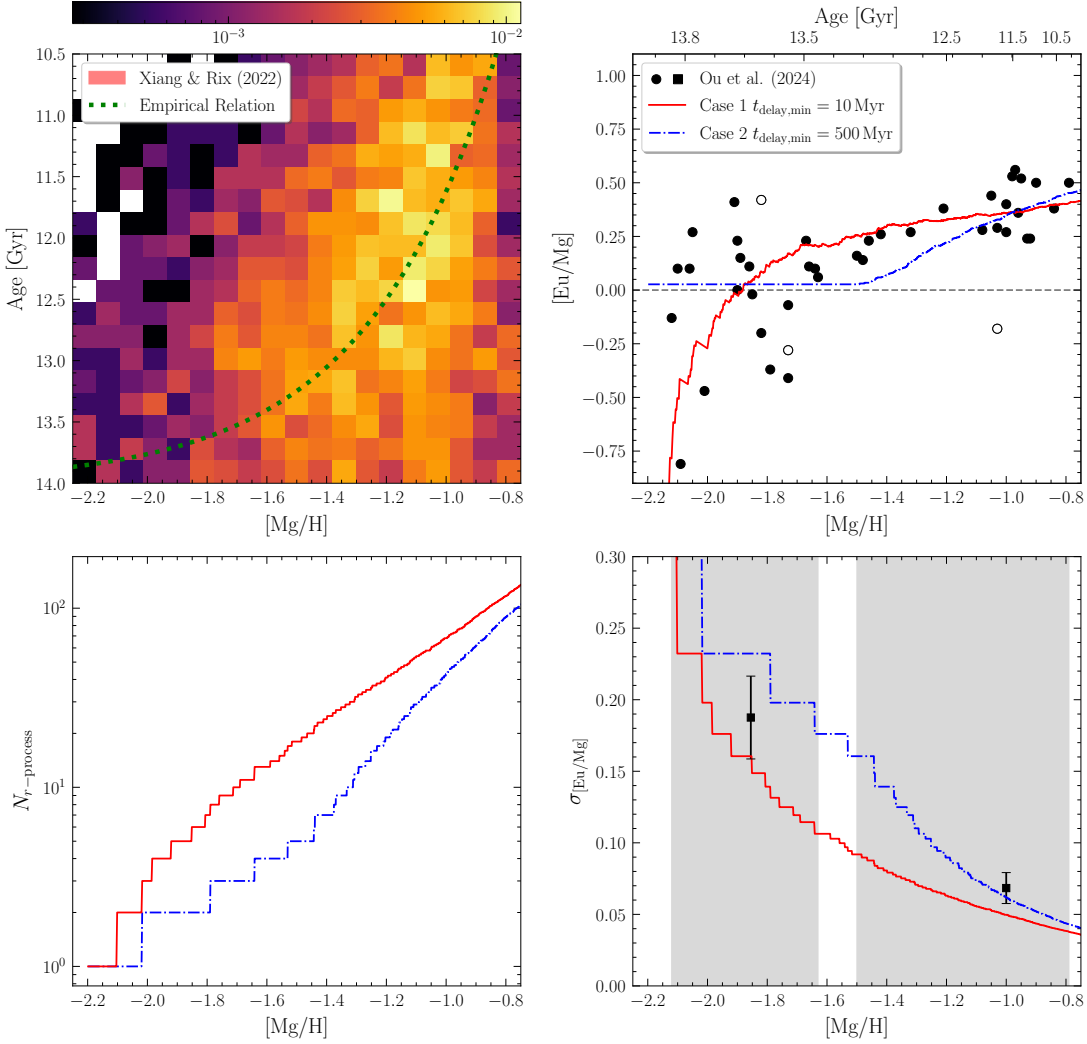 10⁻³ 10⁻²
Xiang & Rix (2022)
Empirical Relation
10.5
11.0
11.5
12.0
12.5
13.0
13.5
14.0
Age [Gyr]
−2.2 −2.0 −1.8 −1.6 −1.4 −1.2 −1.0 −0.8
[Mg/H]
Age [Gyr]
13.8 13.5 12.5 11.5 10.5
Ou et al. (2024)
Case 1 t_delay,min = 10 Myr
Case 2 t_delay,min = 500 Myr
1.00
0.75
0.50
0.25
0.00
−0.25
−0.50
−0.75
[Eu/Mg]
−2.2 −2.0 −1.8 −1.6 −1.4 −1.2 −1.0 −0.8
[Mg/H]
10²
10¹
10⁰
N_r−process
−2.2 −2.0 −1.8 −1.6 −1.4 −1.2 −1.0 −0.8
[Mg/H]
0.30
0.25
0.20
0.15
0.10
0.05
0.00
σ_[Eu/Mg]
−2.2 −2.0 −1.8 −1.6 −1.4 −1.2 −1.0 −0.8
[Mg/H]